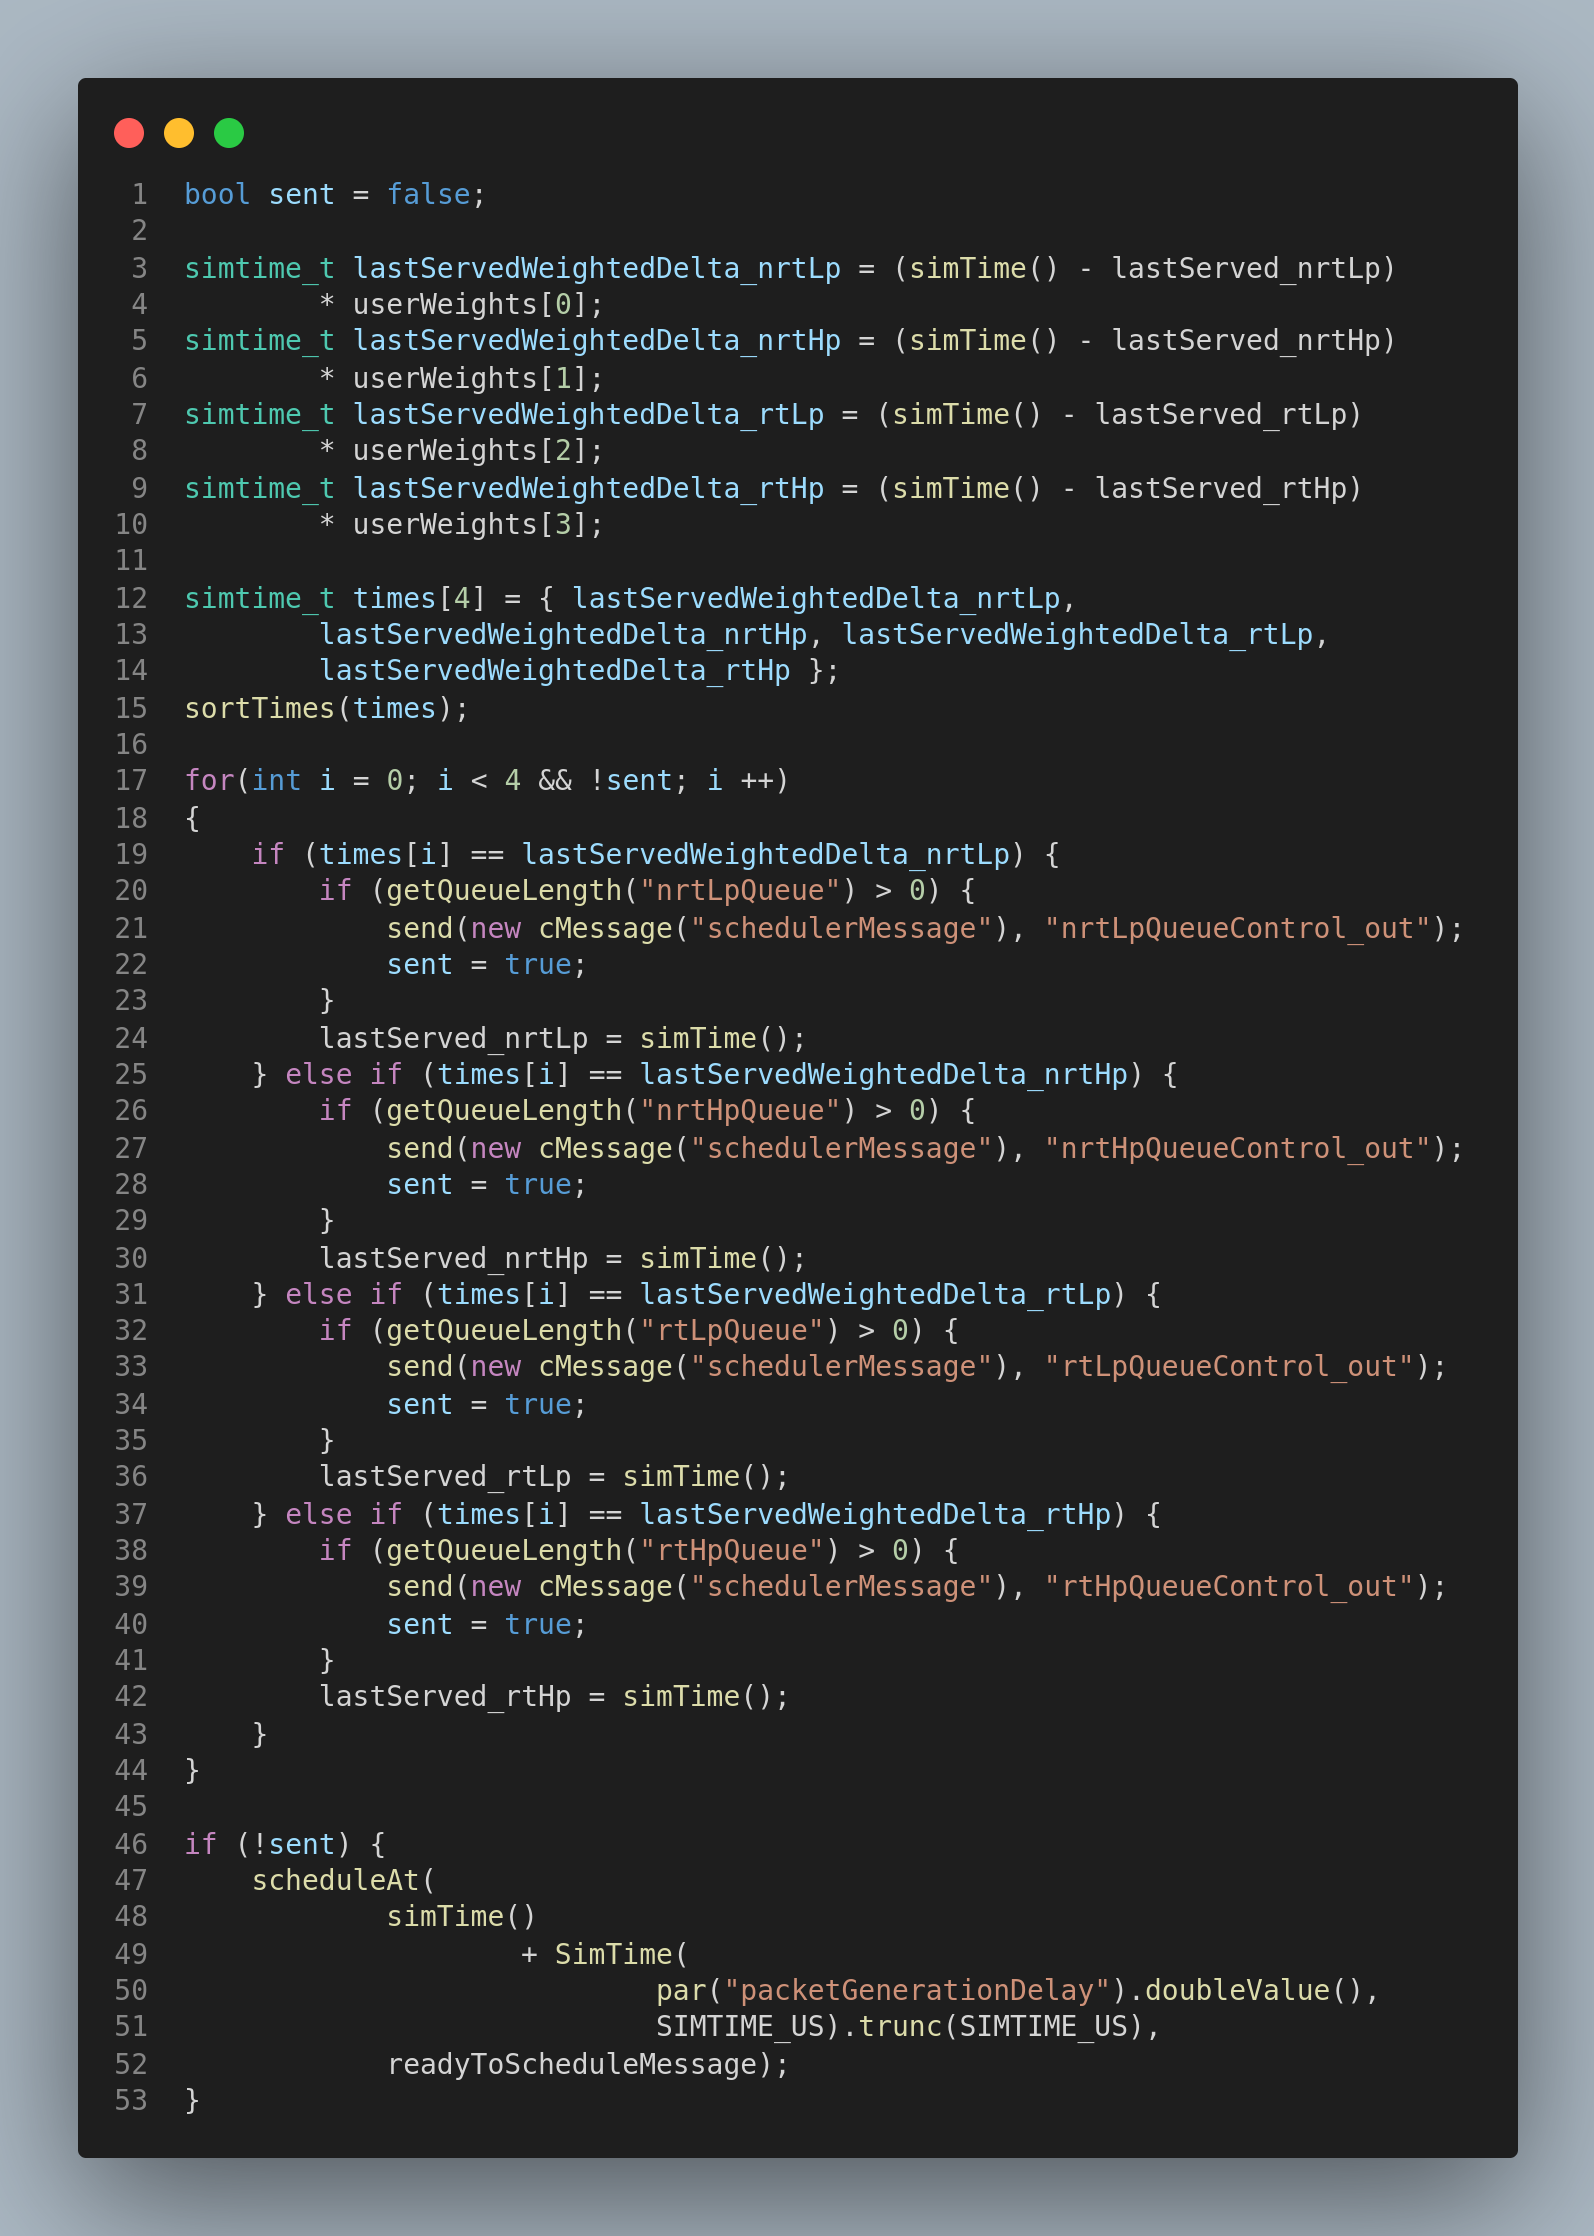 1 bool sent = false;
2
3 simtime_t lastServedWeightedDelta_nrtLp = (simTime() - lastServed_nrtLp)
4         * userWeights[0];
5 simtime_t lastServedWeightedDelta_nrtHp = (simTime() - lastServed_nrtHp)
6         * userWeights[1];
7 simtime_t lastServedWeightedDelta_rtLp = (simTime() - lastServed_rtLp)
8         * userWeights[2];
9 simtime_t lastServedWeightedDelta_rtHp = (simTime() - lastServed_rtHp)
10         * userWeights[3];
11
12 simtime_t times[4] = { lastServedWeightedDelta_nrtLp,
13         lastServedWeightedDelta_nrtHp, lastServedWeightedDelta_rtLp,
14         lastServedWeightedDelta_rtHp };
15 sortTimes(times);
16
17 for(int i = 0; i < 4 && !sent; i ++)
18 {
19     if (times[i] == lastServedWeightedDelta_nrtLp) {
20         if (getQueueLength("nrtLpQueue") > 0) {
21             send(new cMessage("schedulerMessage"), "nrtLpQueueControl_out");
22             sent = true;
23         }
24         lastServed_nrtLp = simTime();
25     } else if (times[i] == lastServedWeightedDelta_nrtHp) {
26         if (getQueueLength("nrtHpQueue") > 0) {
27             send(new cMessage("schedulerMessage"), "nrtHpQueueControl_out");
28             sent = true;
29         }
30         lastServed_nrtHp = simTime();
31     } else if (times[i] == lastServedWeightedDelta_rtLp) {
32         if (getQueueLength("rtLpQueue") > 0) {
33             send(new cMessage("schedulerMessage"), "rtLpQueueControl_out");
34             sent = true;
35         }
36         lastServed_rtLp = simTime();
37     } else if (times[i] == lastServedWeightedDelta_rtHp) {
38         if (getQueueLength("rtHpQueue") > 0) {
39             send(new cMessage("schedulerMessage"), "rtHpQueueControl_out");
40             sent = true;
41         }
42         lastServed_rtHp = simTime();
43     }
44 }
45
46 if (!sent) {
47     scheduleAt(
48             simTime()
49                     + SimTime(
50                             par("packetGenerationDelay").doubleValue(),
51                             SIMTIME_US).trunc(SIMTIME_US),
52             readyToScheduleMessage);
53 }